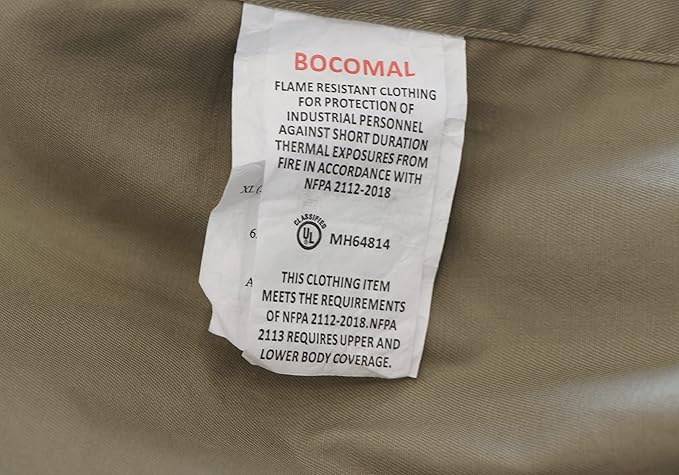 BOCOMAL
FLAME RESISTANT CLOTHING
FOR PROTECTION OF
INDUSTRIAL PERSONNEL
AGAINST SHORT DURATION
THERMAL EXPOSURES FROM
FIRE IN ACCORDANCE WITH
NFPA 2112-2018
XL(
6
A
CLASSIFIED
UL
MH64814
THIS CLOTHING ITEM
MEETS THE REQUIREMENTS
OF NFPA 2112-2018.NFPA
2113 REQUIRES UPPER AND
LOWER BODY COVERAGE.